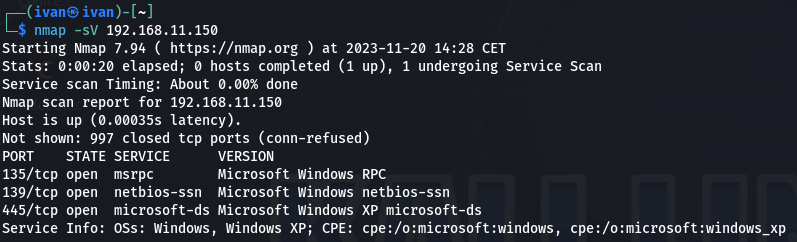 ┌──(ivan㉿ivan)-[~]
└─$ nmap -sV 192.168.11.150
Starting Nmap 7.94 ( https://nmap.org ) at 2023-11-20 14:28 CET
Stats: 0:00:20 elapsed; 0 hosts completed (1 up), 1 undergoing Service Scan
Service scan Timing: About 0.00% done
Nmap scan report for 192.168.11.150
Host is up (0.00035s latency).
Not shown: 997 closed tcp ports (conn-refused)
PORT    STATE SERVICE      VERSION
135/tcp open  msrpc        Microsoft Windows RPC
139/tcp open  netbios-ssn  Microsoft Windows netbios-ssn
445/tcp open  microsoft-ds Microsoft Windows XP microsoft-ds
Service Info: OSs: Windows, Windows XP; CPE: cpe:/o:microsoft:windows, cpe:/o:microsoft:windows_xp